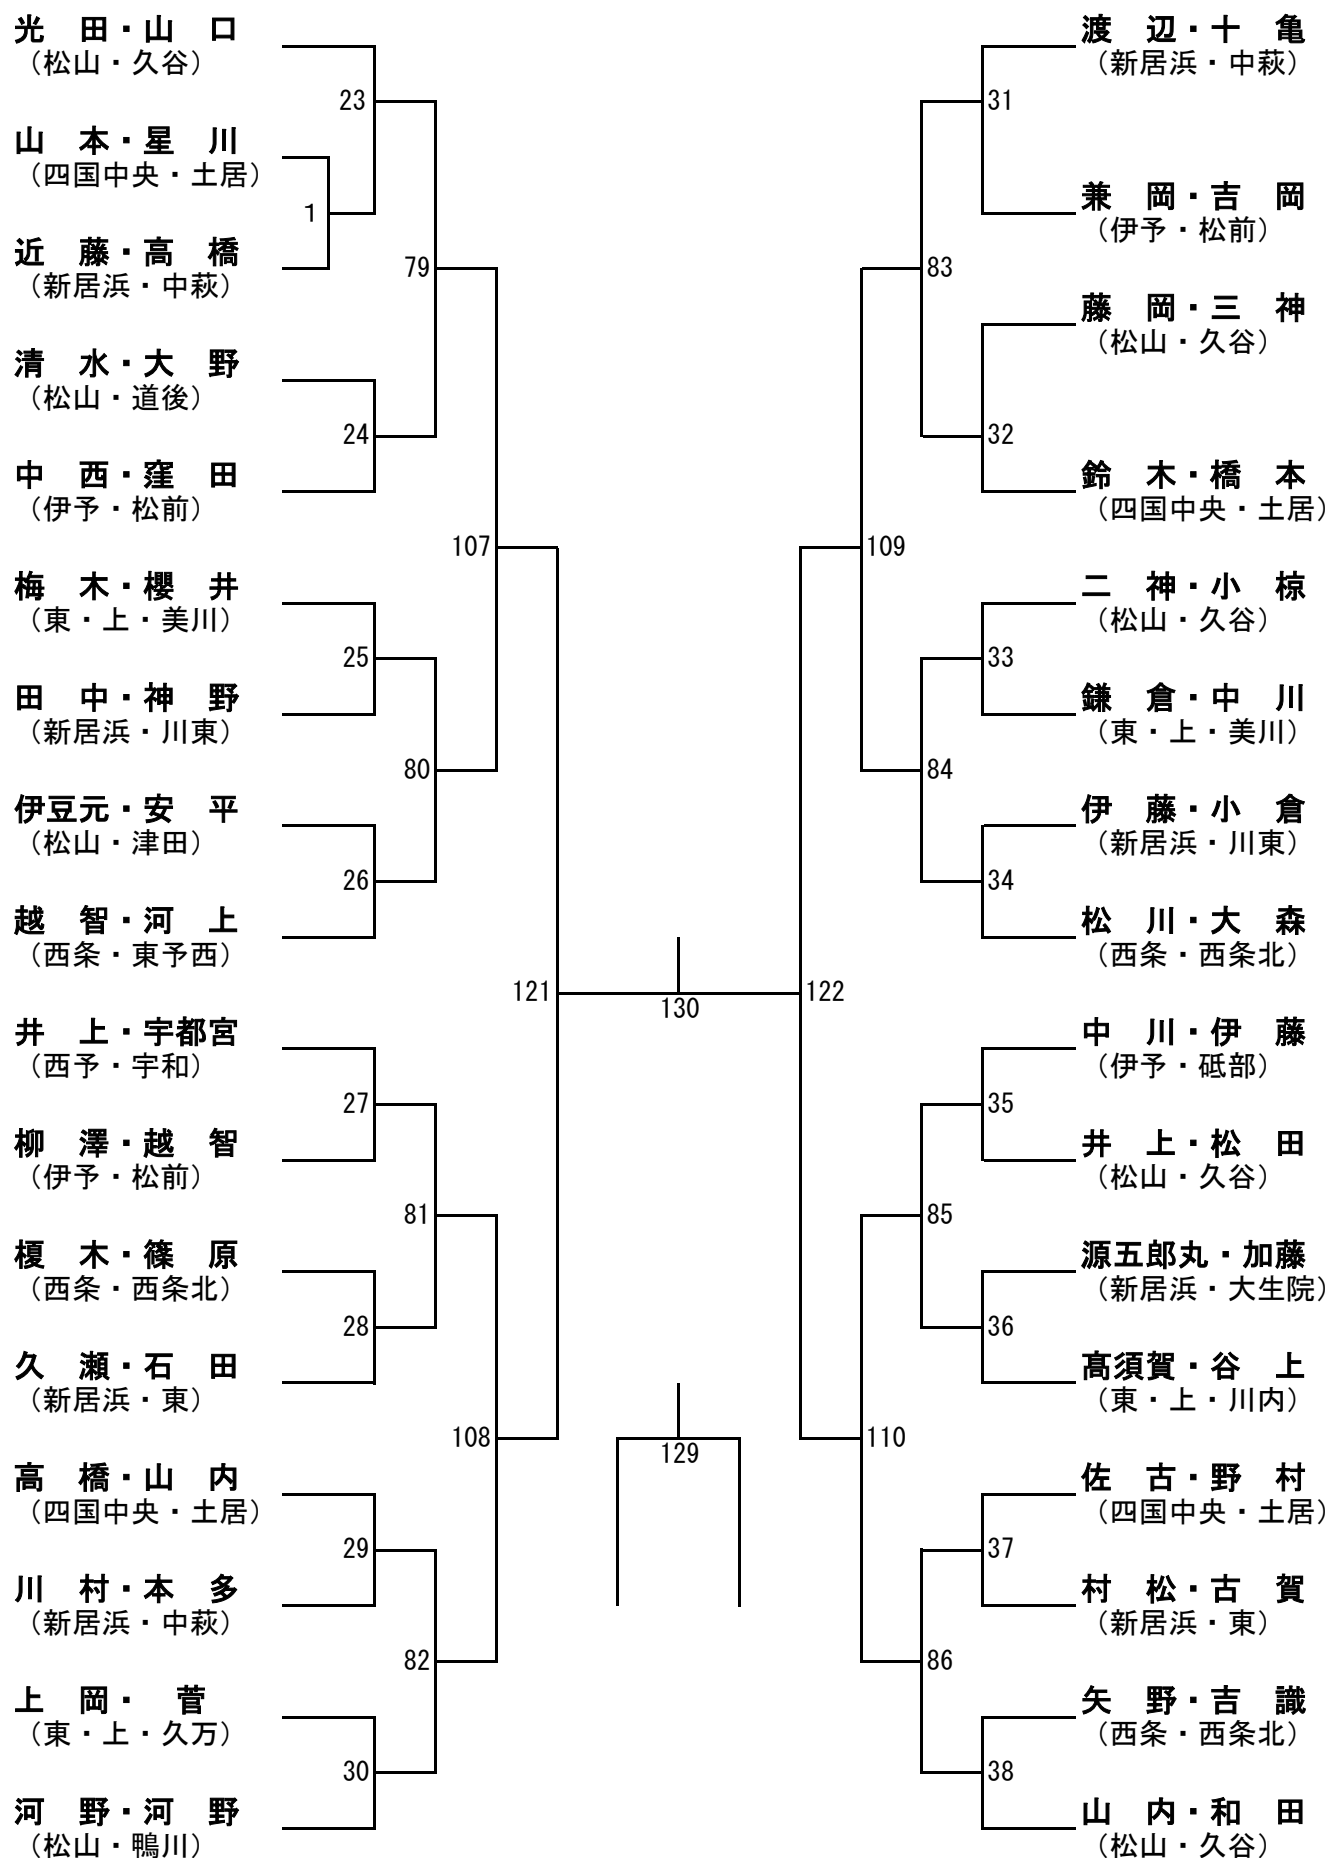 光　田・山　口
（松山・久谷）
23
山　本・星　川
（四国中央・土居）
1
近　藤・高　橋
（新居浜・中萩）
79
清　水・大　野
（松山・道後）
24
中　西・窪　田
（伊予・松前）
107
梅　木・櫻　井
（東・上・美川）
25
田　中・神　野
（新居浜・川東）
80
伊豆元・安　平
（松山・津田）
26
越　智・河　上
（西条・東予西）
121
井　上・宇都宮
（西予・宇和）
27
柳　澤・越　智
（伊予・松前）
81
榎　木・篠　原
（西条・西条北）
28
久　瀬・石　田
（新居浜・東）
108
高　橋・山　内
（四国中央・土居）
29
川　村・本　多
（新居浜・中萩）
82
上　岡・　菅
（東・上・久万）
30
河　野・河　野
（松山・鴨川）
130
129
渡　辺・十　亀
（新居浜・中萩）
31
兼　岡・吉　岡
（伊予・松前）
83
藤　岡・三　神
（松山・久谷）
32
鈴　木・橋　本
（四国中央・土居）
109
二　神・小　椋
（松山・久谷）
33
鎌　倉・中　川
（東・上・美川）
84
伊　藤・小　倉
（新居浜・川東）
34
松　川・大　森
（西条・西条北）
122
中　川・伊　藤
（伊予・砥部）
35
井　上・松　田
（松山・久谷）
85
源五郎丸・加藤
（新居浜・大生院）
36
髙須賀・谷　上
（東・上・川内）
110
佐　古・野　村
（四国中央・土居）
37
村　松・古　賀
（新居浜・東）
86
矢　野・吉　識
（西条・西条北）
38
山　内・和　田
（松山・久谷）